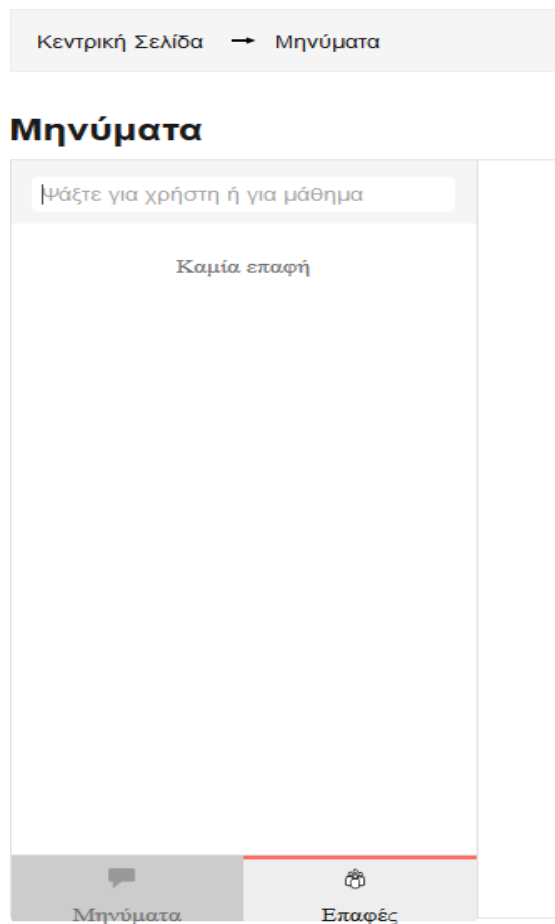 Κεντρική Σελίδα → Μηνύματα
Μηνύματα
Ψάξτε για χρήστη ή για μάθημα
Καμία επαφή
Μηνύματα
Επαφές